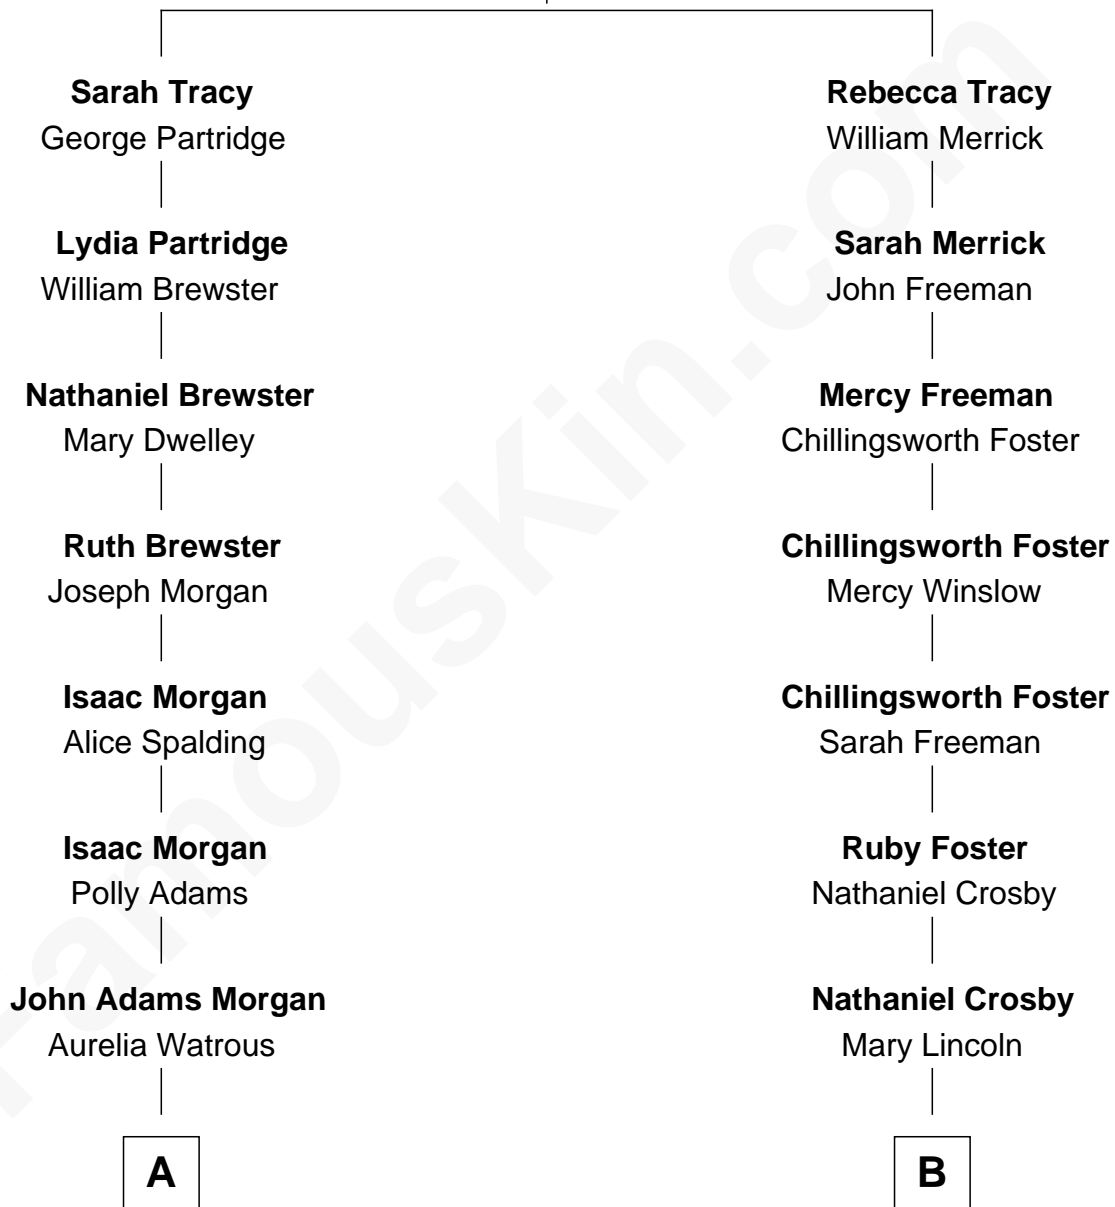 Sarah Tracy
George Partridge
Lydia Partridge
William Brewster
Nathaniel Brewster
Mary Dwelley
Ruth Brewster
Joseph Morgan
Isaac Morgan
Alice Spalding
Isaac Morgan
Polly Adams
John Adams Morgan
Aurelia Watrous
A
Rebecca Tracy
William Merrick
Sarah Merrick
John Freeman
Mercy Freeman
Chillingsworth Foster
Chillingsworth Foster
Mercy Winslow
Chillingsworth Foster
Sarah Freeman
Ruby Foster
Nathaniel Crosby
Nathaniel Crosby
Mary Lincoln
B
FamousKin.com